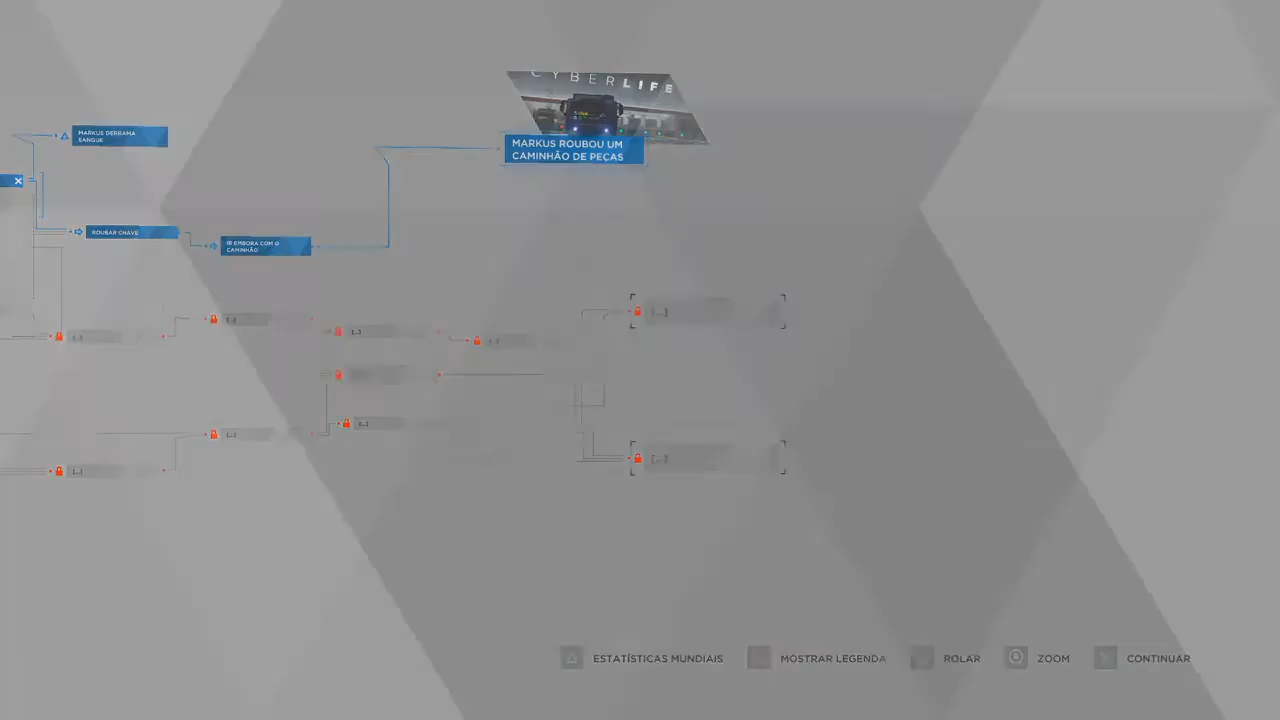 CYBERLIFE
MARKUS DERRAMA
SANGUE
MARKUS ROUBOU UM
CAMINHÃO DE PEÇAS
ROUBAR CHAVE
IR EMBORA COM O
CAMINHÃO
[...]
[...]
[...]
[...]
[...]
[...]
[...]
[...]
[...]
ESTATÍSTICAS MUNDIAIS
MOSTRAR LEGENDA
ROLAR
ZOOM
CONTINUAR